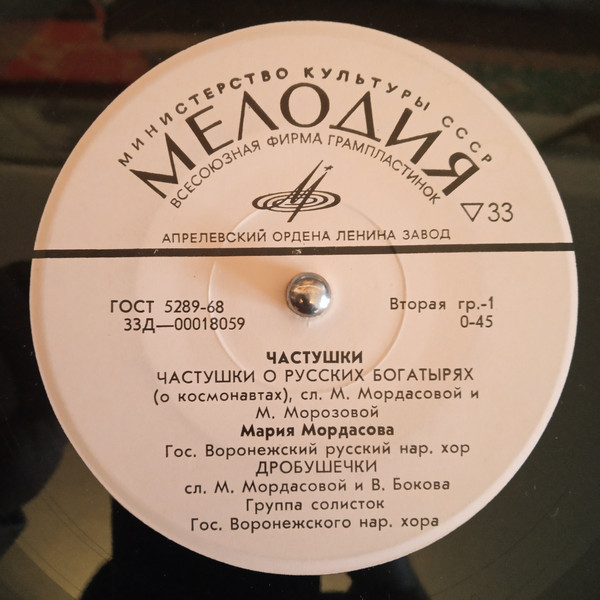 МИНИСТЕРСТВО КУЛЬТУРЫ СССР
МЕЛОДИЯ
ВСЕСОЮЗНАЯ ФИРМА ГРАМПЛАСТИНОК
▽33
АПРЕЛЕВСКИЙ ОРДЕНА ЛЕНИНА ЗАВОД
ГОСТ 5289-68
Вторая гр.-1
33Д—00018059
0-45
ЧАСТУШКИ
ЧАСТУШКИ О РУССКИХ БОГАТЫРЯХ
(о космонавтах), сл. М. Мордасовой и
М. Морозовой
Мария Мордасова
Гос. Воронежский русский нар. хор
ДРОБУШЕЧКИ
сл. М. Мордасовой и В. Бокова
Группа солисток
Гос. Воронежского нар. хора